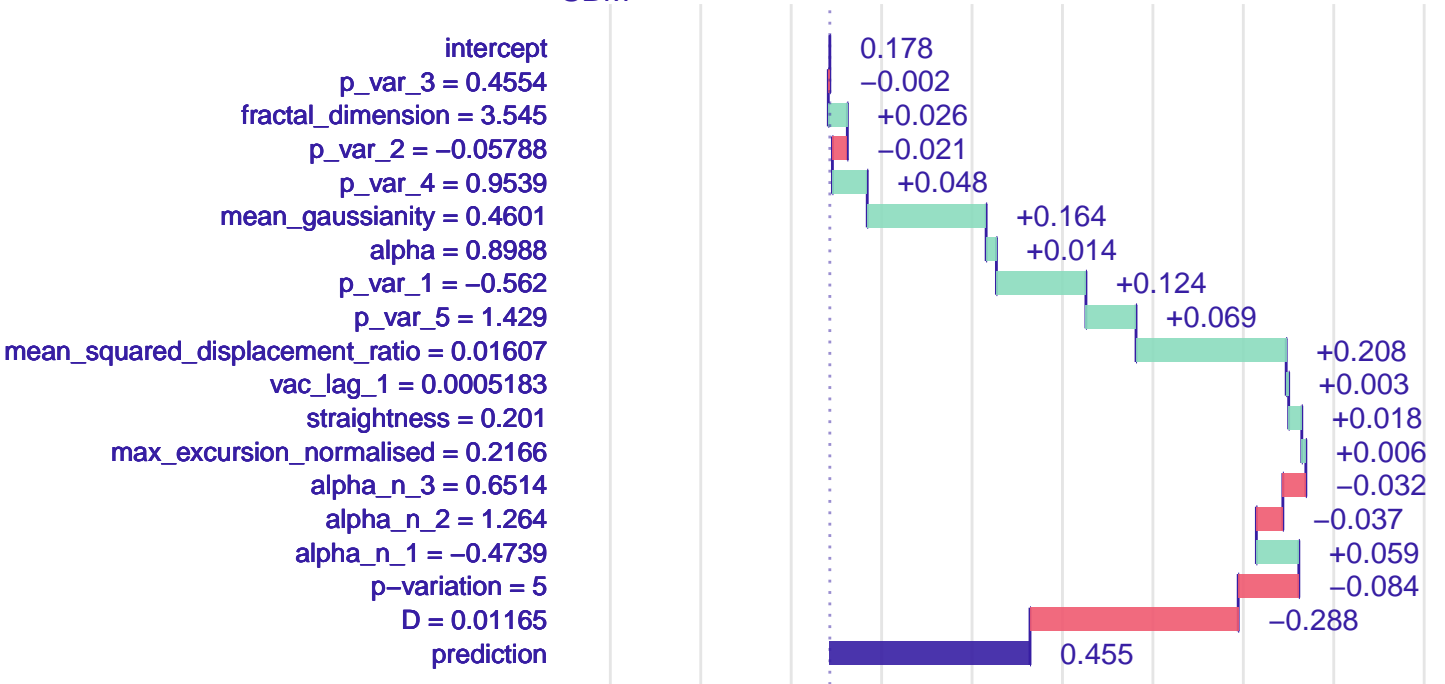 intercept 0.178
p_var_3 = 0.4554 −0.002
fractal_dimension = 3.545 +0.026
p_var_2 = −0.05788 −0.021
p_var_4 = 0.9539 +0.048
mean_gaussianity = 0.4601 +0.164
alpha = 0.8988 +0.014
p_var_1 = −0.562 +0.124
p_var_5 = 1.429 +0.069
mean_squared_displacement_ratio = 0.01607 +0.208
vac_lag_1 = 0.0005183 +0.003
straightness = 0.201 +0.018
max_excursion_normalised = 0.2166 +0.006
alpha_n_3 = 0.6514 −0.032
alpha_n_2 = 1.264 −0.037
alpha_n_1 = −0.4739 +0.059
p−variation = 5 −0.084
D = 0.01165 −0.288
prediction 0.455